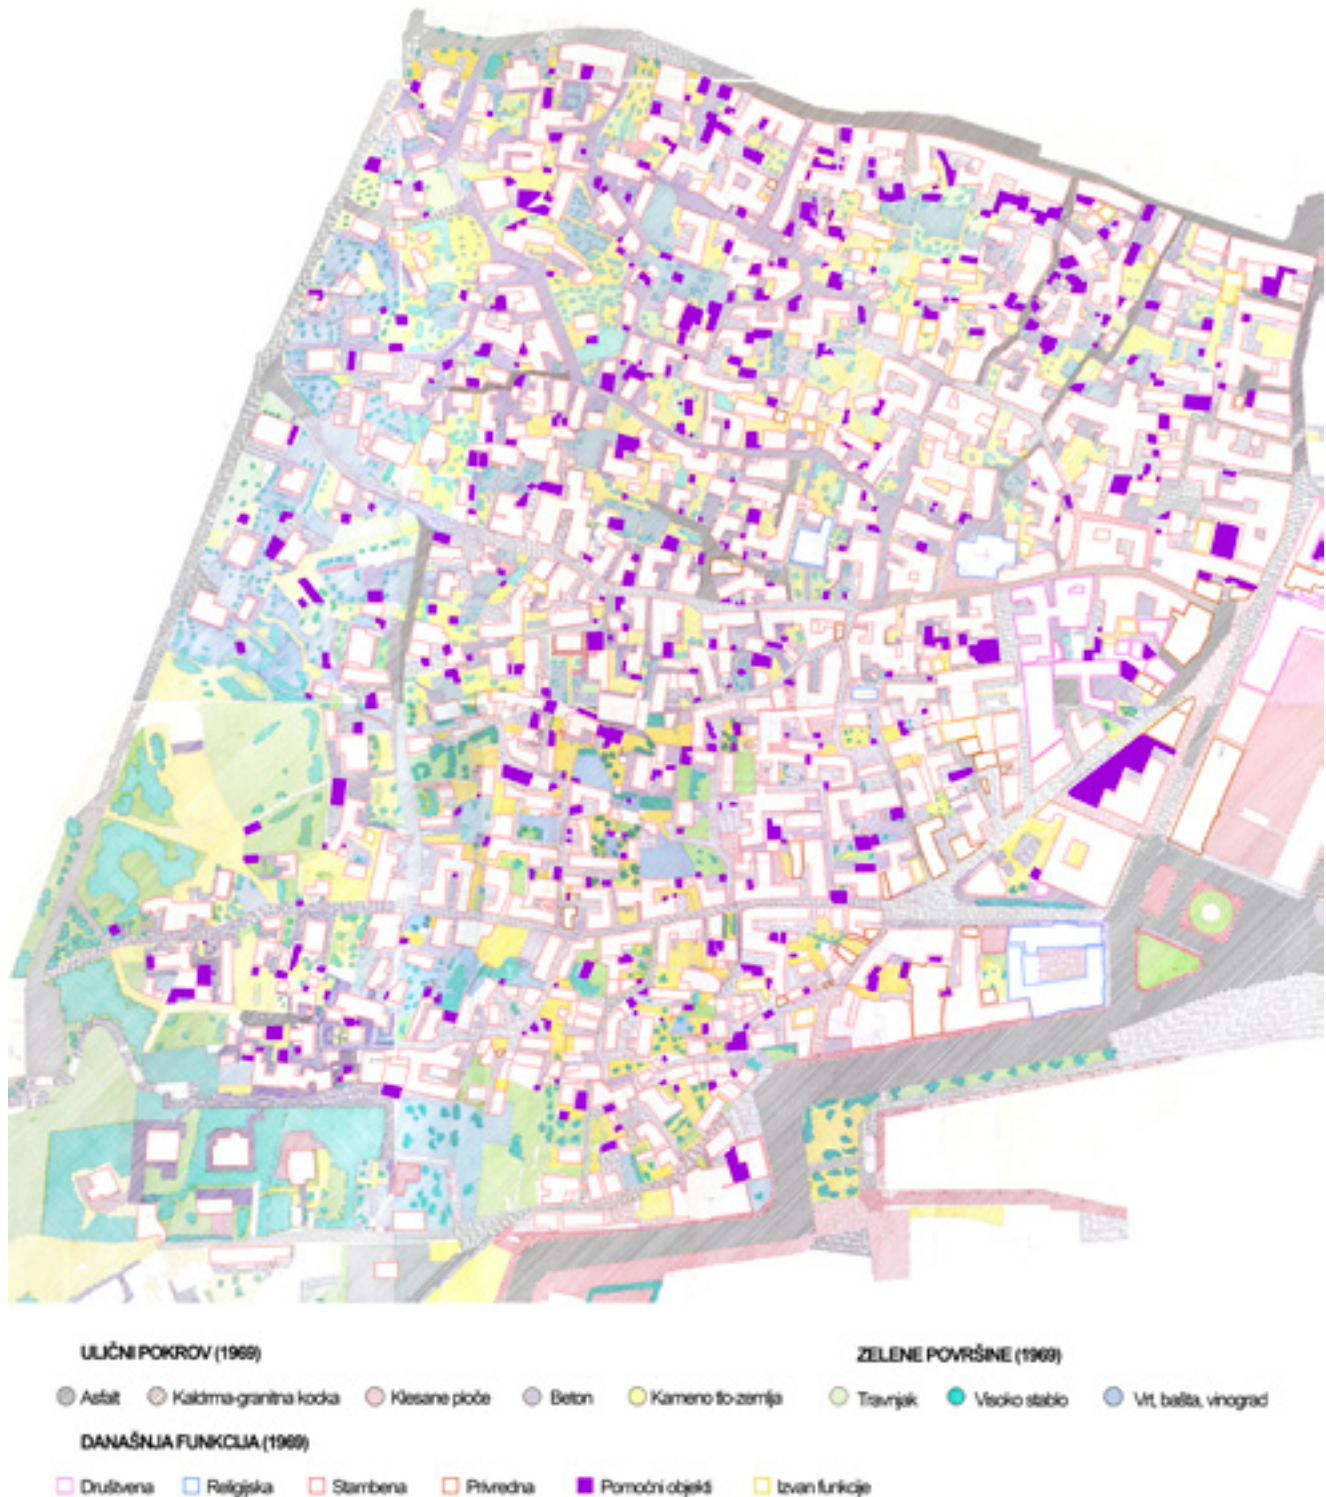 ULIČNI POKROV (1969)
ZELENE POVRŠINE (1969)
Asfalt Kaldrma-granitna kocka Klesane ploče Beton Kameno tlo-zemlja Travnjak Visoko stablo Vrt, bašta, vinograd
DANAŠNJA FUNKCIJA (1969)
Društvena Religijska Stambena Privredna Pomoćni objekti Izvan funkcije